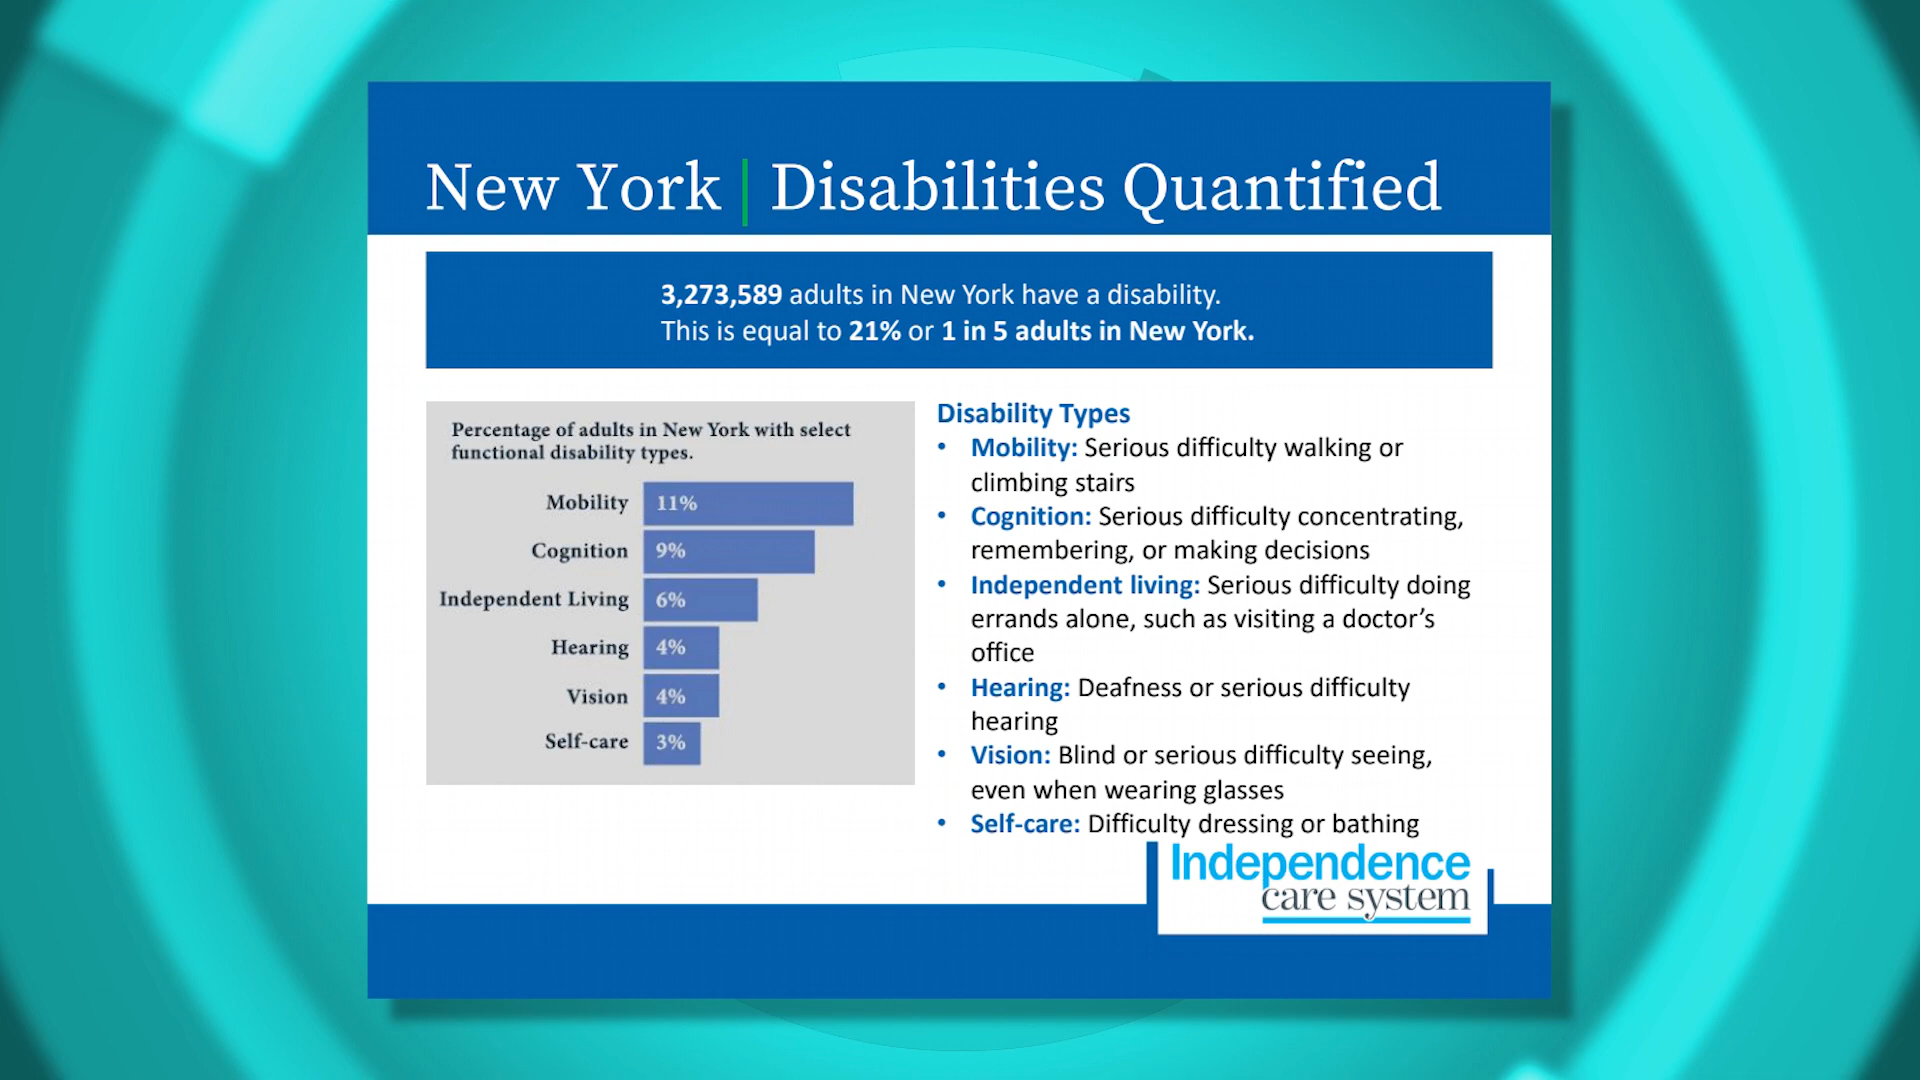 New York | Disabilities Quantified
3,273,589 adults in New York have a disability.
This is equal to 21% or 1 in 5 adults in New York.
Percentage of adults in New York with select
functional disability types.
Mobility 11%
Cognition 9%
Independent Living 6%
Hearing 4%
Vision 4%
Self-care 3%
Disability Types
• Mobility: Serious difficulty walking or
climbing stairs
• Cognition: Serious difficulty concentrating,
remembering, or making decisions
• Independent living: Serious difficulty doing
errands alone, such as visiting a doctor’s
office
• Hearing: Deafness or serious difficulty
hearing
• Vision: Blind or serious difficulty seeing,
even when wearing glasses
• Self-care: Difficulty dressing or bathing
Independence
care system